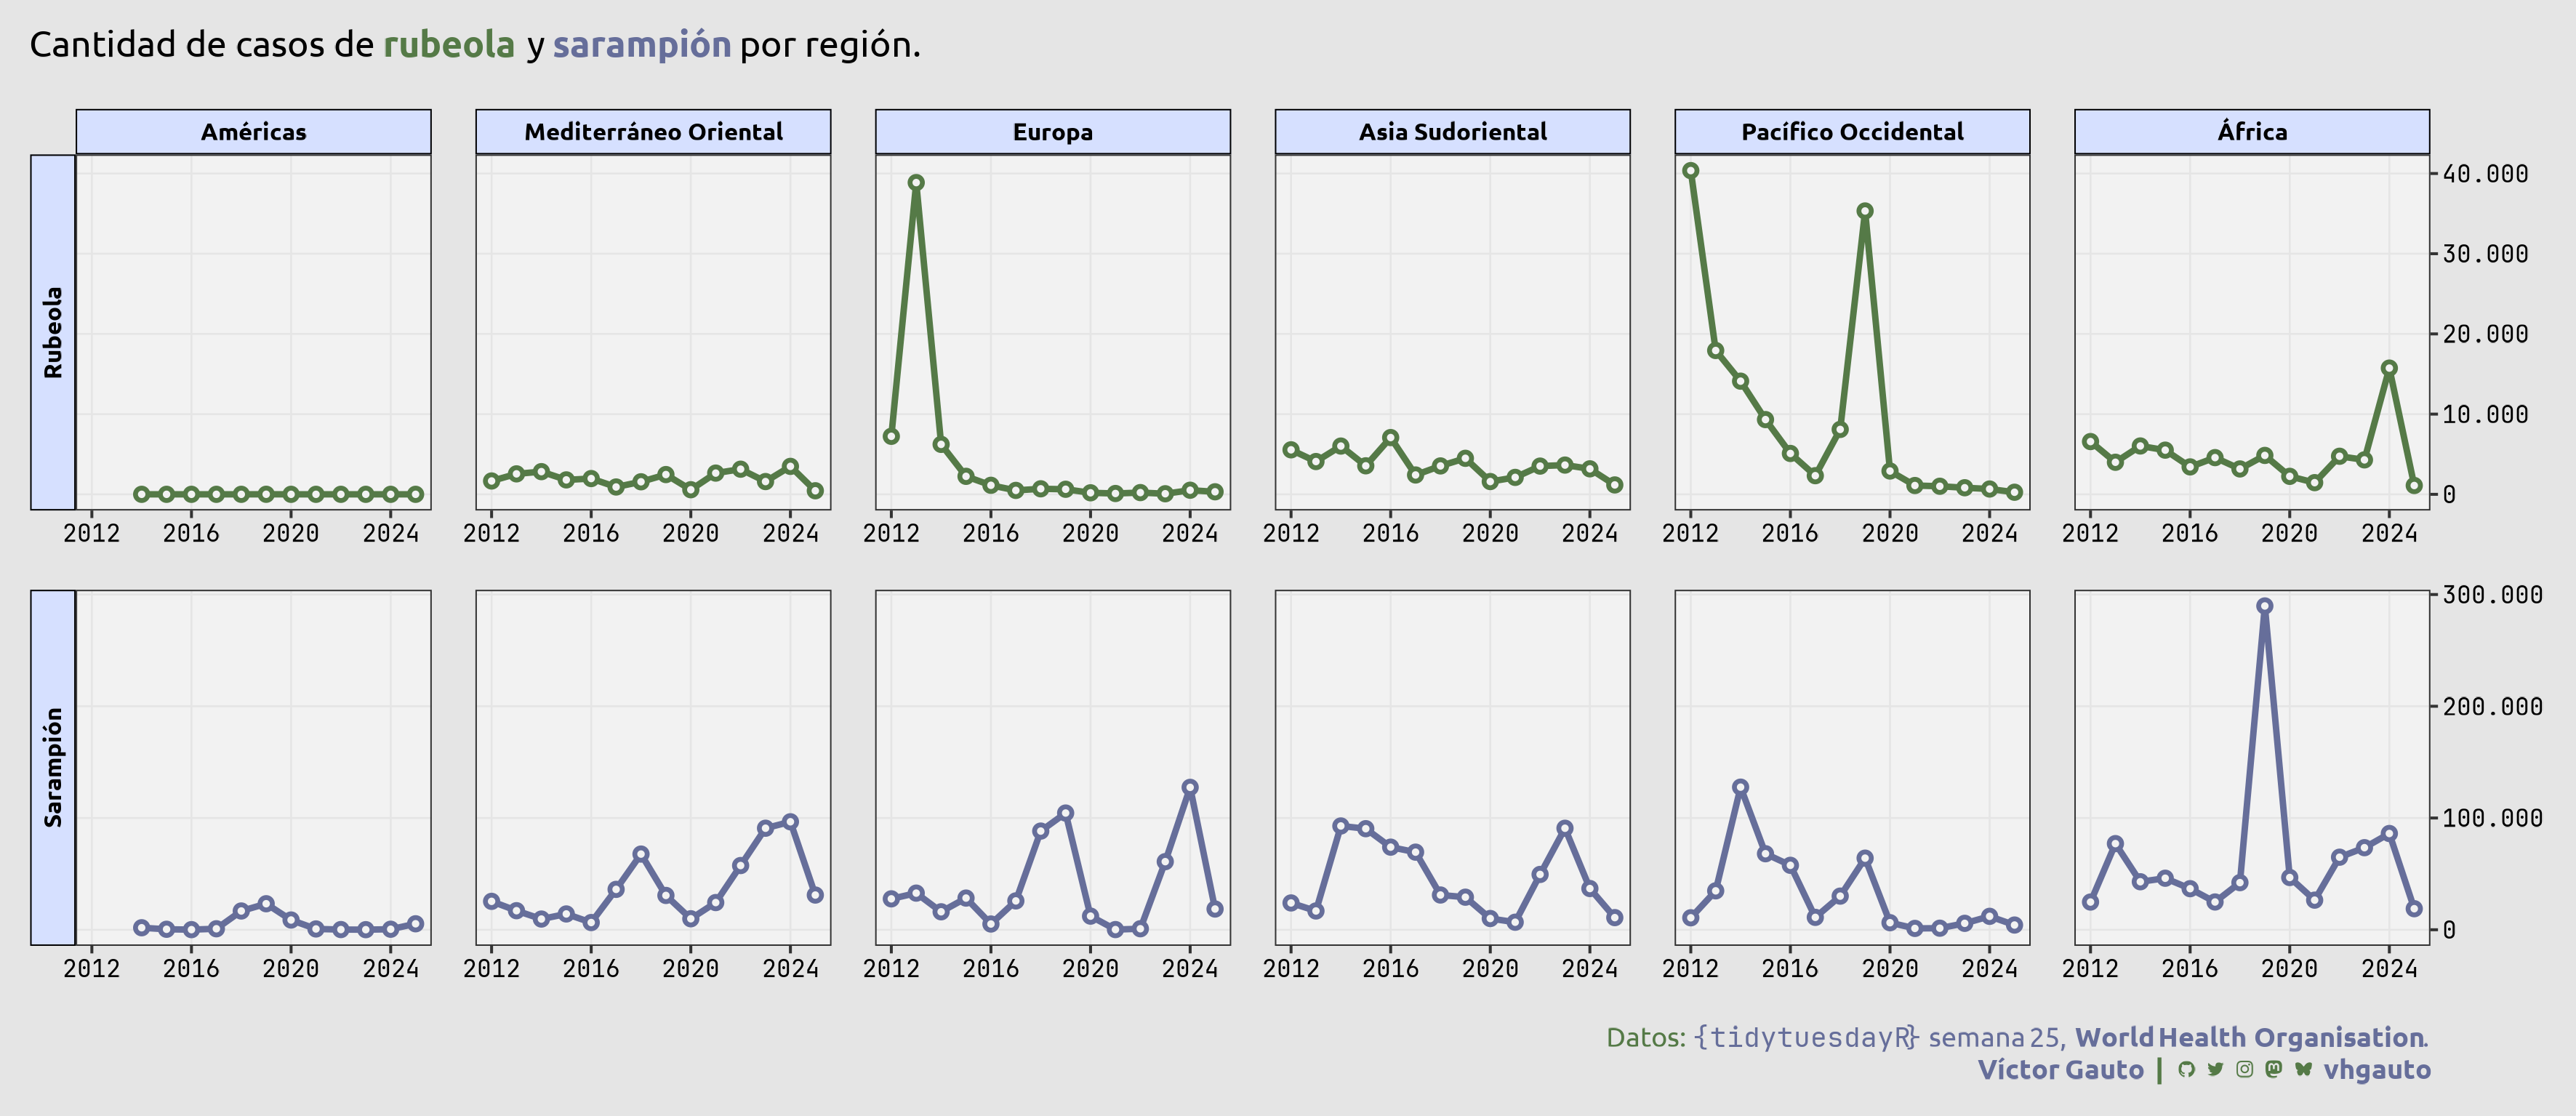 Cantidad de casos de rubeola y sarampión por región.
Américas
Mediterráneo Oriental
Europa
Asia Sudoriental
Pacífico Occidental
África
Rubeola
40.000
30.000
20.000
10.000
0
2012 2016 2020 2024
2012 2016 2020 2024
2012 2016 2020 2024
2012 2016 2020 2024
2012 2016 2020 2024
2012 2016 2020 2024
Sarampión
300.000
200.000
100.000
0
2012 2016 2020 2024
2012 2016 2020 2024
2012 2016 2020 2024
2012 2016 2020 2024
2012 2016 2020 2024
2012 2016 2020 2024
Datos: {tidytuesdayR} semana 25, World Health Organisation.
Víctor Gauto | vhgauto